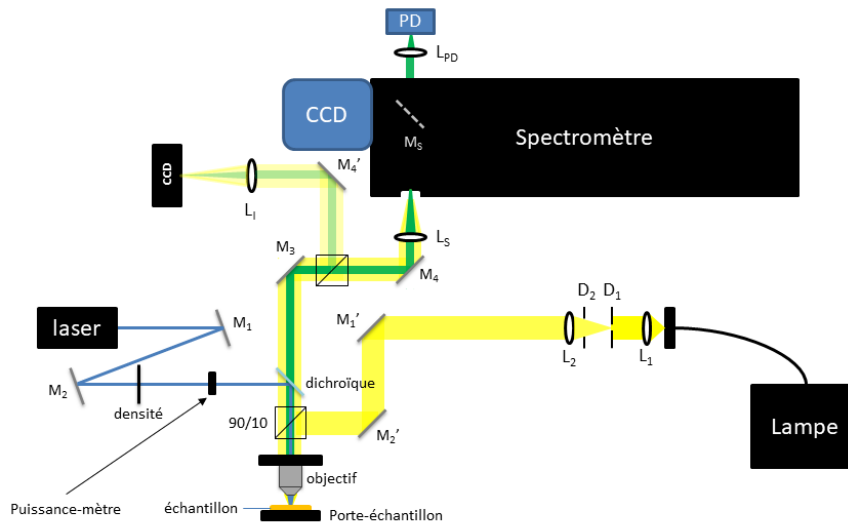 PD
L_PD
CCD
M_S
Spectromètre
CCD
M4'
L_I
L_S
M3
M4
laser
M1
M2
densité
dichroïque
M1'
D2
D1
L2
L1
90/10
M2'
Lampe
objectif
Puissance-mètre
échantillon
Porte-échantillon